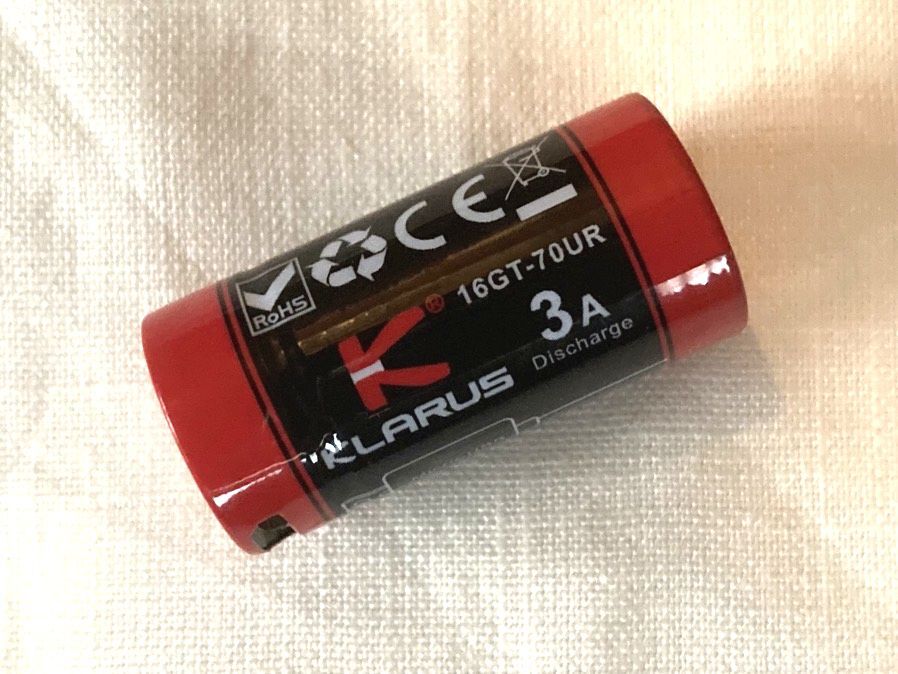 RoHS
CE
16GT-70UR
K®
3A
Discharge
KLARUS